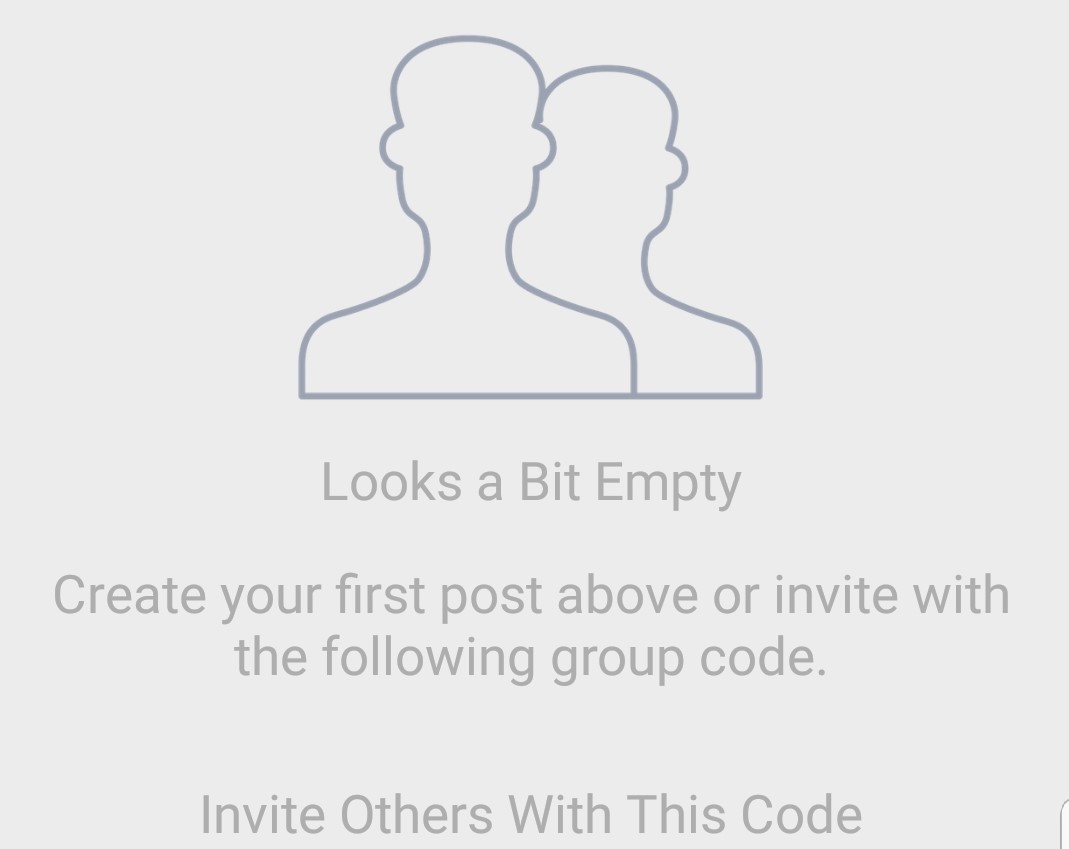 Looks a Bit Empty
Create your first post above or invite with
the following group code.
Invite Others With This Code